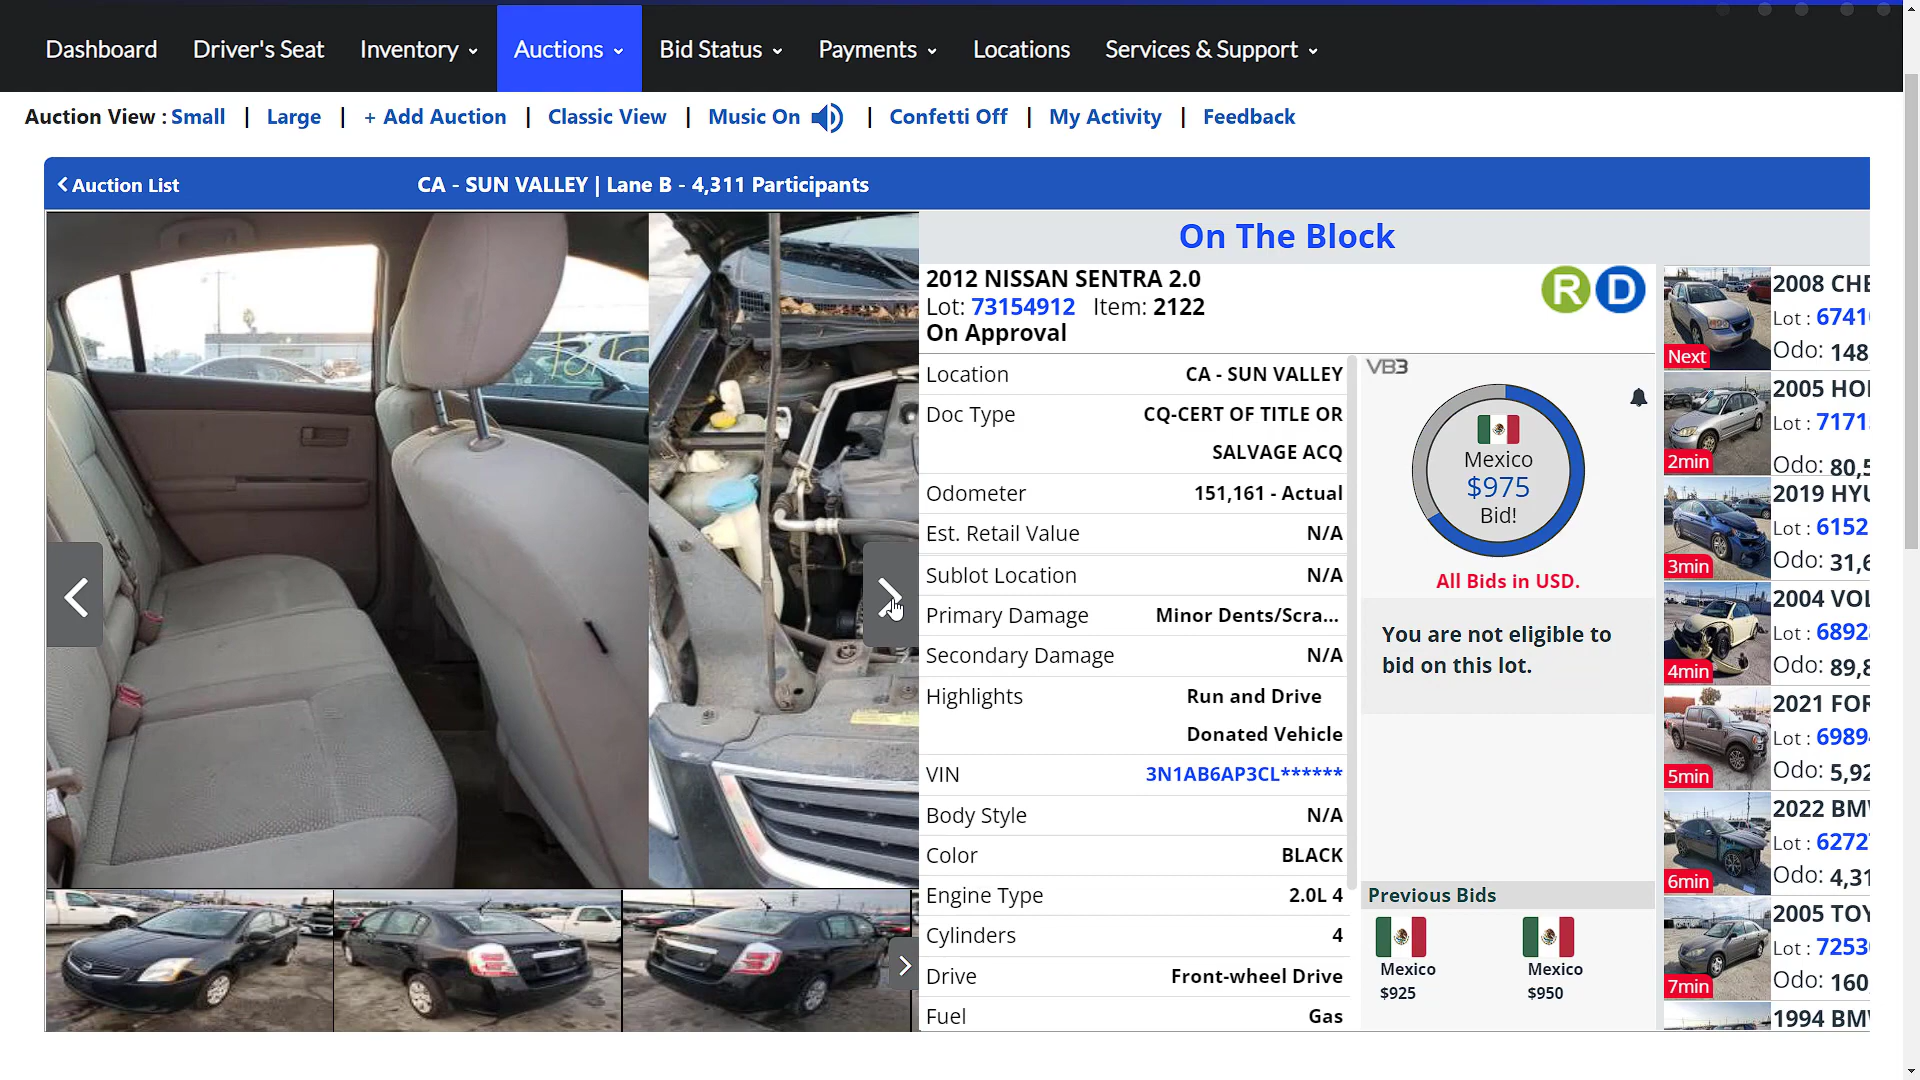 Dashboard
Driver's Seat
Inventory
Auctions
Bid Status
Payments
Locations
Services & Support
Auction View : Small | Large | + Add Auction | Classic View | Music On | Confetti Off | My Activity | Feedback
Auction List
CA - SUN VALLEY | Lane B - 4,311 Participants
On The Block
2012 NISSAN SENTRA 2.0
Lot: 73154912 Item: 2122
On Approval
R D
Location CA - SUN VALLEY
Doc Type CQ-CERT OF TITLE OR
SALVAGE ACQ
Odometer 151,161 - Actual
Est. Retail Value N/A
Sublot Location N/A
Primary Damage Minor Dents/Scra...
Secondary Damage N/A
Highlights Run and Drive
Donated Vehicle
VIN 3N1AB6AP3CL******
Body Style N/A
Color BLACK
Engine Type 2.0L 4
Cylinders 4
Drive Front-wheel Drive
Fuel Gas
VB3
Mexico
$975
Bid!
All Bids in USD.
You are not eligible to
bid on this lot.
Previous Bids
Mexico
$925
Mexico
$950
Next
2008 CHE
Lot : 6741
Odo: 148
2min
2005 HO
Lot : 7171
Odo: 80,5
3min
2019 HYU
Lot : 6152
Odo: 31,6
4min
2004 VOL
Lot : 6892
Odo: 89,8
5min
2021 FOR
Lot : 6989
Odo: 5,92
6min
2022 BM
Lot : 6272
Odo: 4,31
7min
2005 TOY
Lot : 7253
Odo: 160
1994 BM